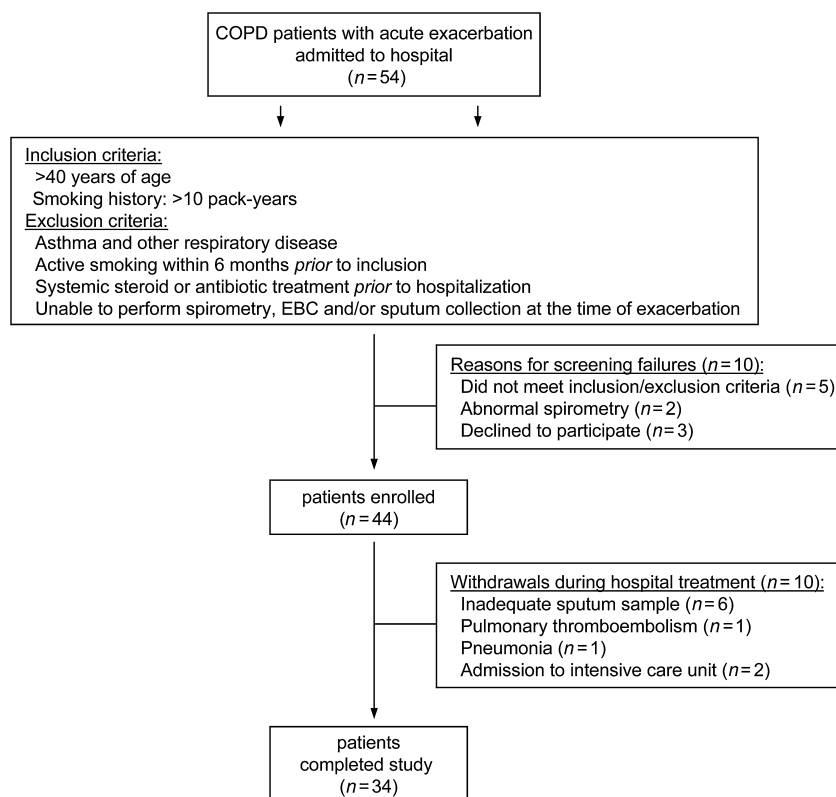 COPD patients with acute exacerbation
admitted to hospital
(n=54)
Inclusion criteria:
>40 years of age
Smoking history: >10 pack-years
Exclusion criteria:
Asthma and other respiratory disease
Active smoking within 6 months prior to inclusion
Systemic steroid or antibiotic treatment prior to hospitalization
Unable to perform spirometry, EBC and/or sputum collection at the time of exacerbation
Reasons for screening failures (n=10):
Did not meet inclusion/exclusion criteria (n=5)
Abnormal spirometry (n=2)
Declined to participate (n=3)
patients enrolled
(n=44)
Withdrawals during hospital treatment (n=10):
Inadequate sputum sample (n=6)
Pulmonary thromboembolism (n=1)
Pneumonia (n=1)
Admission to intensive care unit (n=2)
patients
completed study
(n=34)